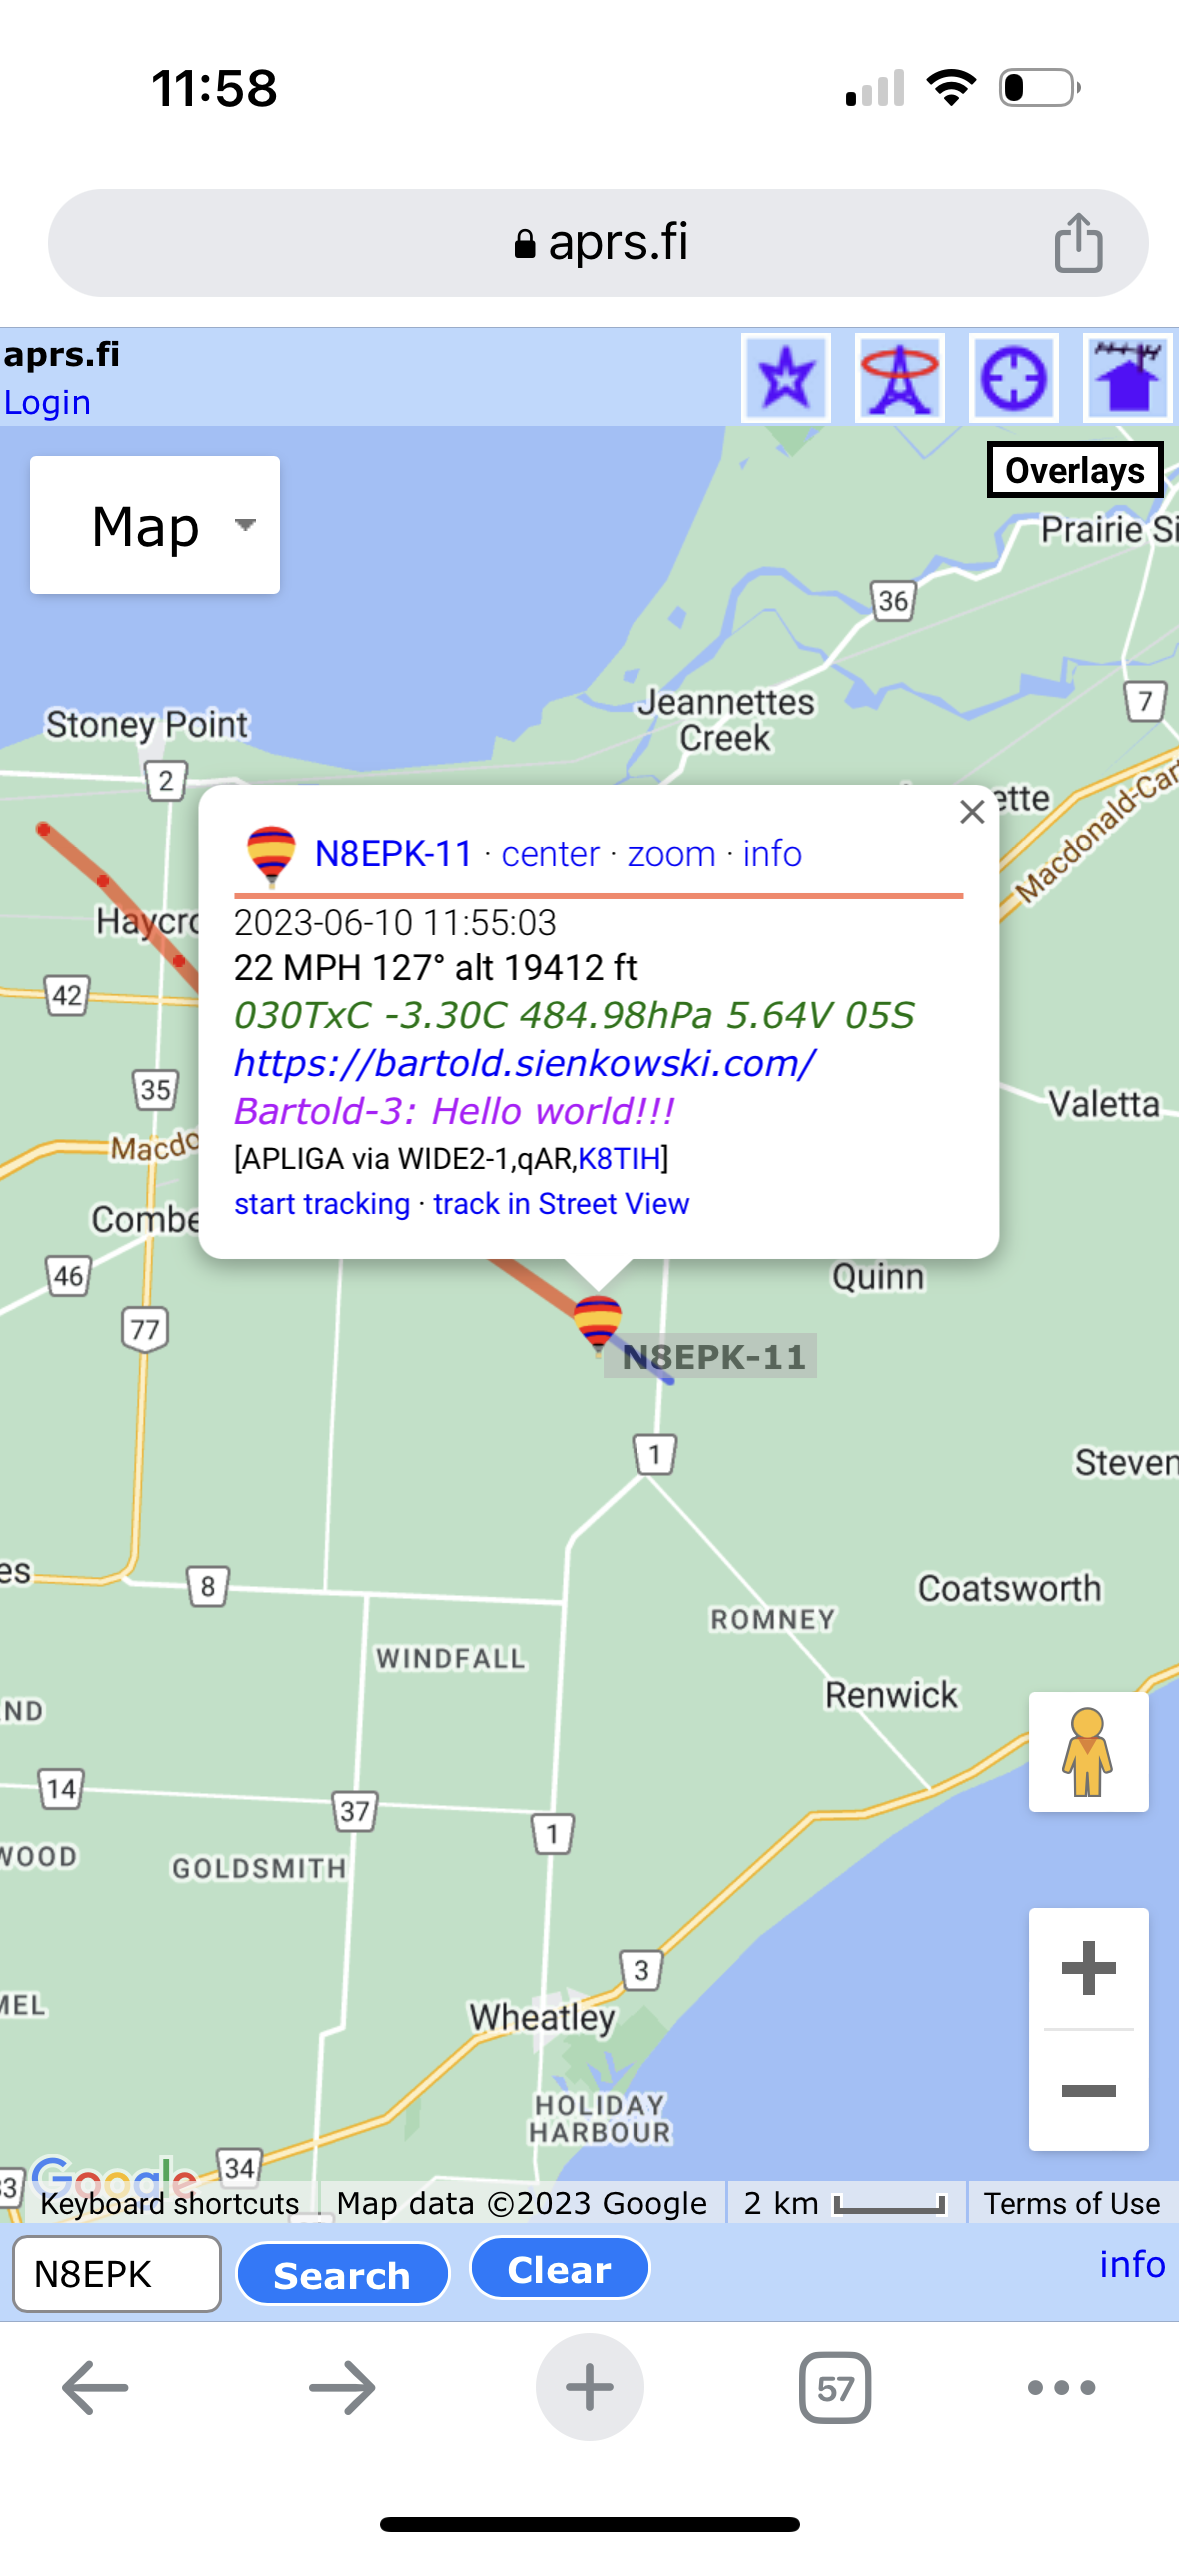 11:58
aprs.fi
aprs.fi
Login
Overlays
Map
Prairie Si
36
7
Stoney Point
Jeannettes
Creek
2
ette
Macdonald-Car
N8EPK-11 · center · zoom · info
2023-06-10 11:55:03
22 MPH 127° alt 19412 ft
030TxC -3.30C 484.98hPa 5.64V 05S
https://bartold.sienkowski.com/
Bartold-3: Hello world!!!
[APLIGA via WIDE2-1,qAR,K8TIH]
start tracking · track in Street View
Haycro
42
35
Valetta
Macdo
Combe
46
Quinn
77
N8EPK-11
1
Steven
es
8
Coatsworth
ROMNEY
WINDFALL
Renwick
ND
14
37
1
WOOD
GOLDSMITH
3
MEL
Wheatley
HOLIDAY
HARBOUR
34
33
Google
Keyboard shortcuts
Map data ©2023 Google
2 km
Terms of Use
N8EPK
Search
Clear
info
57